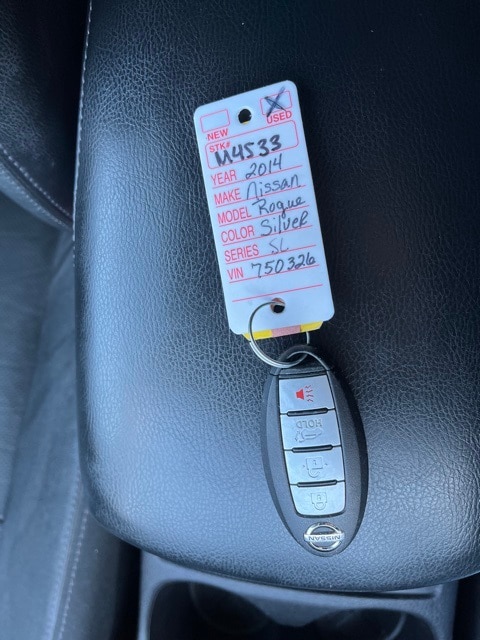 NEW
X
USED
STK# M4533
YEAR 2014
MAKE Nissan
MODEL Rogue
COLOR Silver
SERIES SL
VIN 750326
HOLD
NISSAN